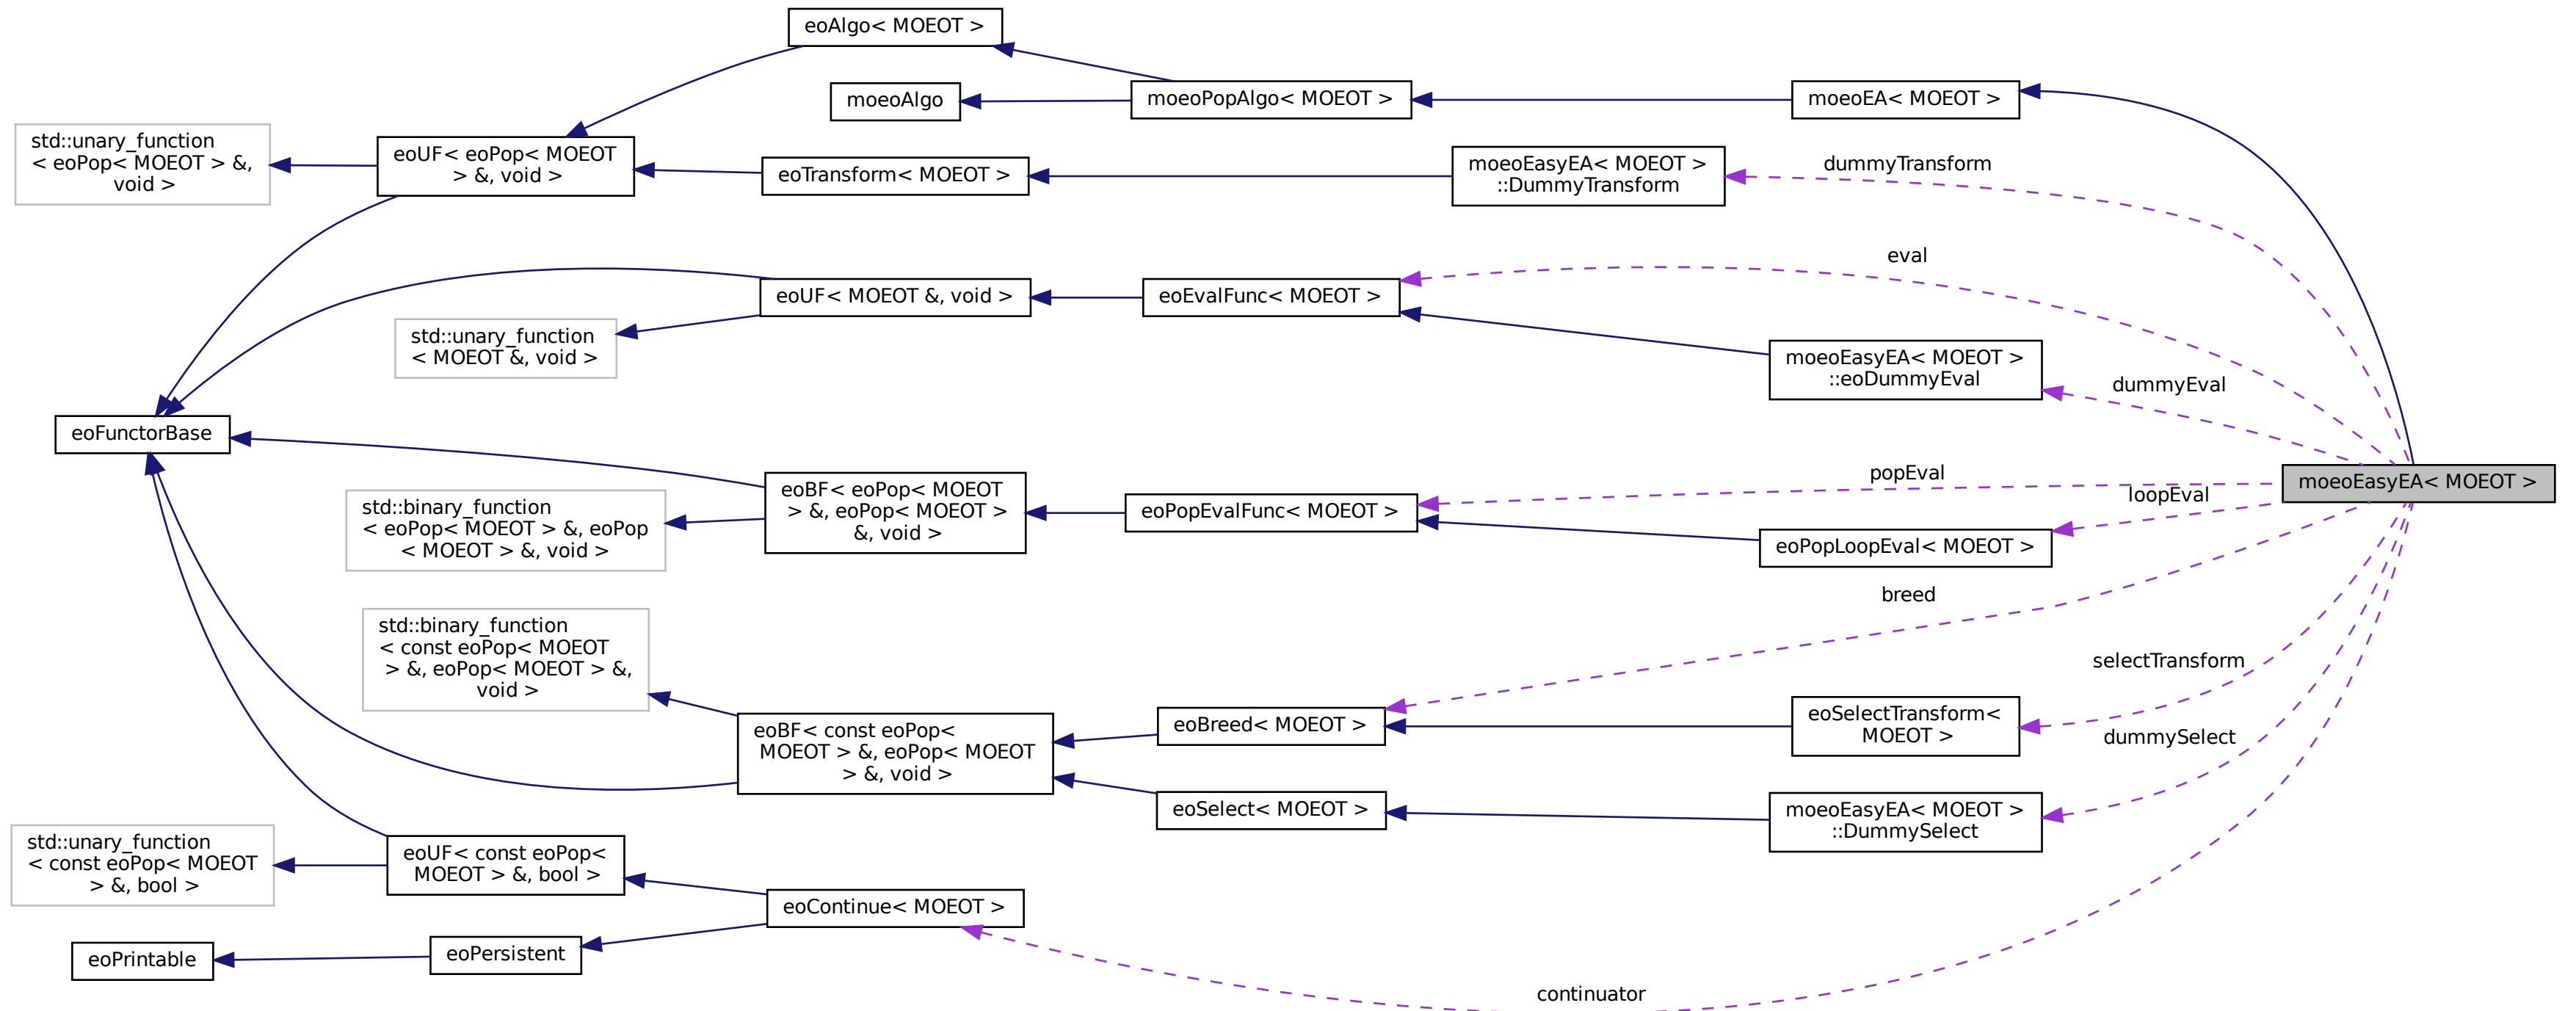 eoAlgo< MOEOT >
moeoAlgo
moeoPopAlgo< MOEOT >
moeoEA< MOEOT >
std::unary_function
< eoPop< MOEOT > &,
void >
eoUF< eoPop< MOEOT
> &, void >
eoTransform< MOEOT >
moeoEasyEA< MOEOT >
::DummyTransform
dummyTransform
eval
eoUF< MOEOT &, void >
eoEvalFunc< MOEOT >
std::unary_function
< MOEOT &, void >
moeoEasyEA< MOEOT >
::eoDummyEval
dummyEval
eoFunctorBase
popEval
moeoEasyEA< MOEOT >
loopEval
std::binary_function
< eoPop< MOEOT > &, eoPop
< MOEOT > &, void >
eoBF< eoPop< MOEOT
> &, eoPop< MOEOT >
&, void >
eoPopEvalFunc< MOEOT >
eoPopLoopEval< MOEOT >
breed
std::binary_function
< const eoPop< MOEOT
> &, eoPop< MOEOT > &,
void >
selectTransform
eoBF< const eoPop<
MOEOT > &, eoPop< MOEOT
> &, void >
eoBreed< MOEOT >
eoSelectTransform<
MOEOT >
dummySelect
eoSelect< MOEOT >
moeoEasyEA< MOEOT >
::DummySelect
std::unary_function
< const eoPop< MOEOT
> &, bool >
eoUF< const eoPop<
MOEOT > &, bool >
eoContinue< MOEOT >
eoPrintable
eoPersistent
continuator